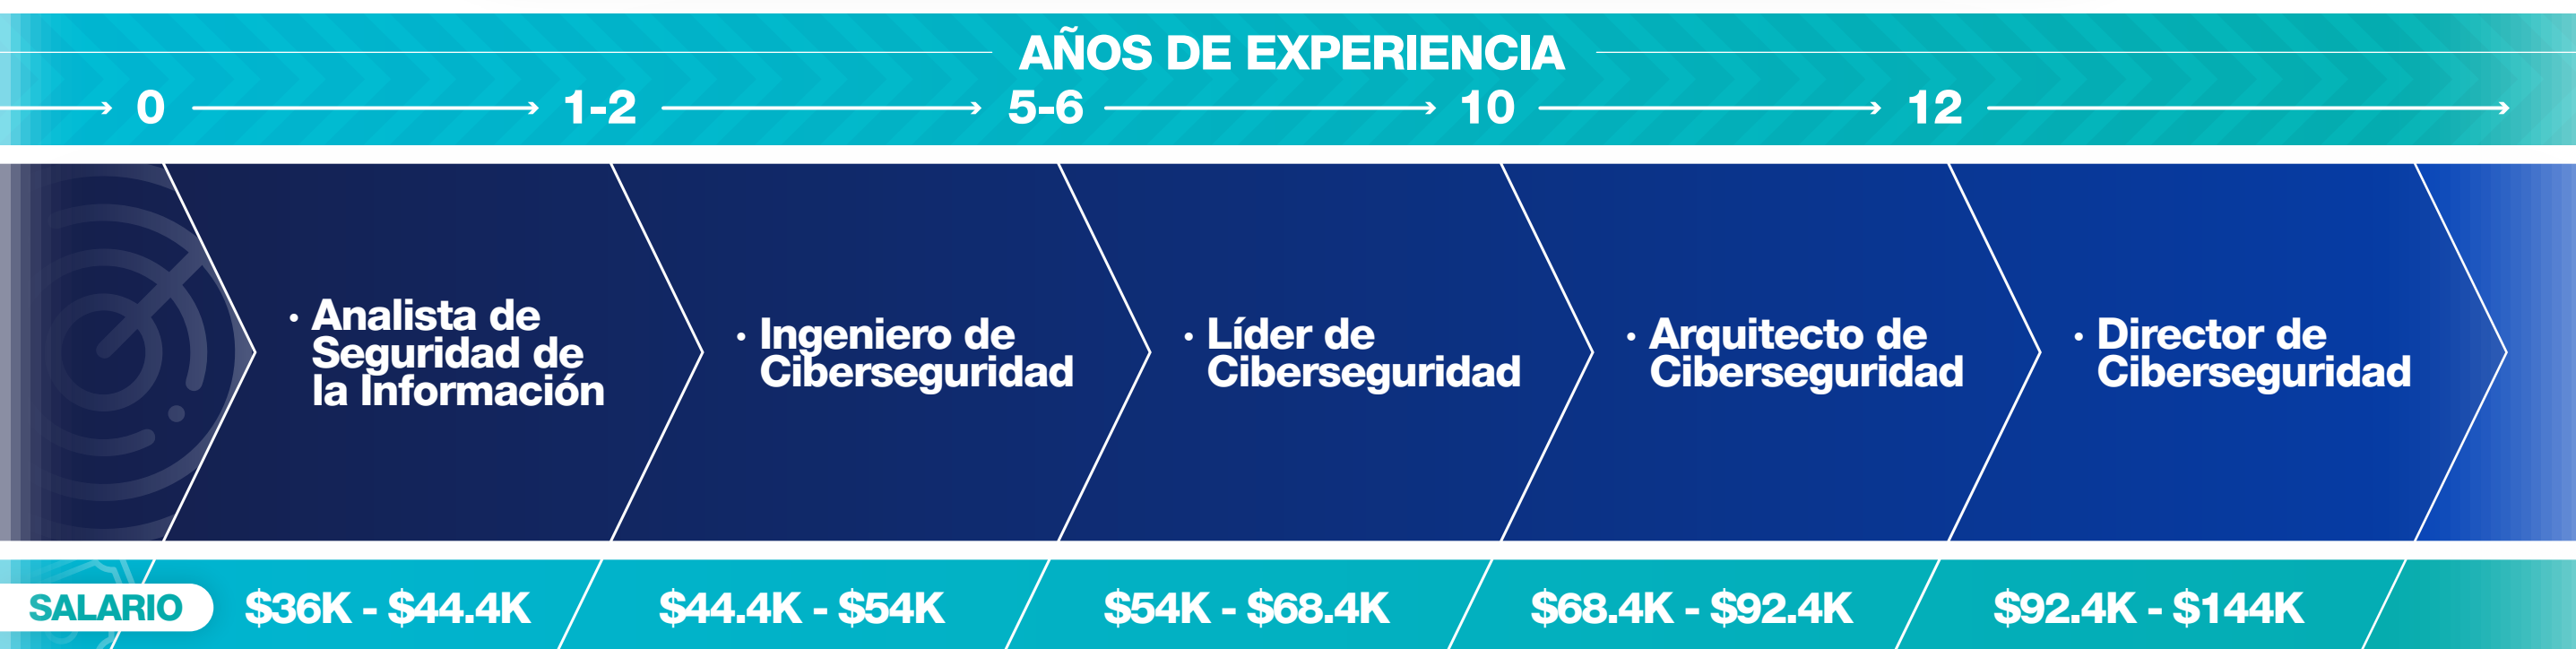 AÑOS DE EXPERIENCIA
0 1-2 5-6 10 12
· Analista de
Seguridad de
la Información
· Ingeniero de
Ciberseguridad
· Líder de
Ciberseguridad
· Arquitecto de
Ciberseguridad
· Director de
Ciberseguridad
SALARIO $36K - $44.4K $44.4K - $54K $54K - $68.4K $68.4K - $92.4K $92.4K - $144K